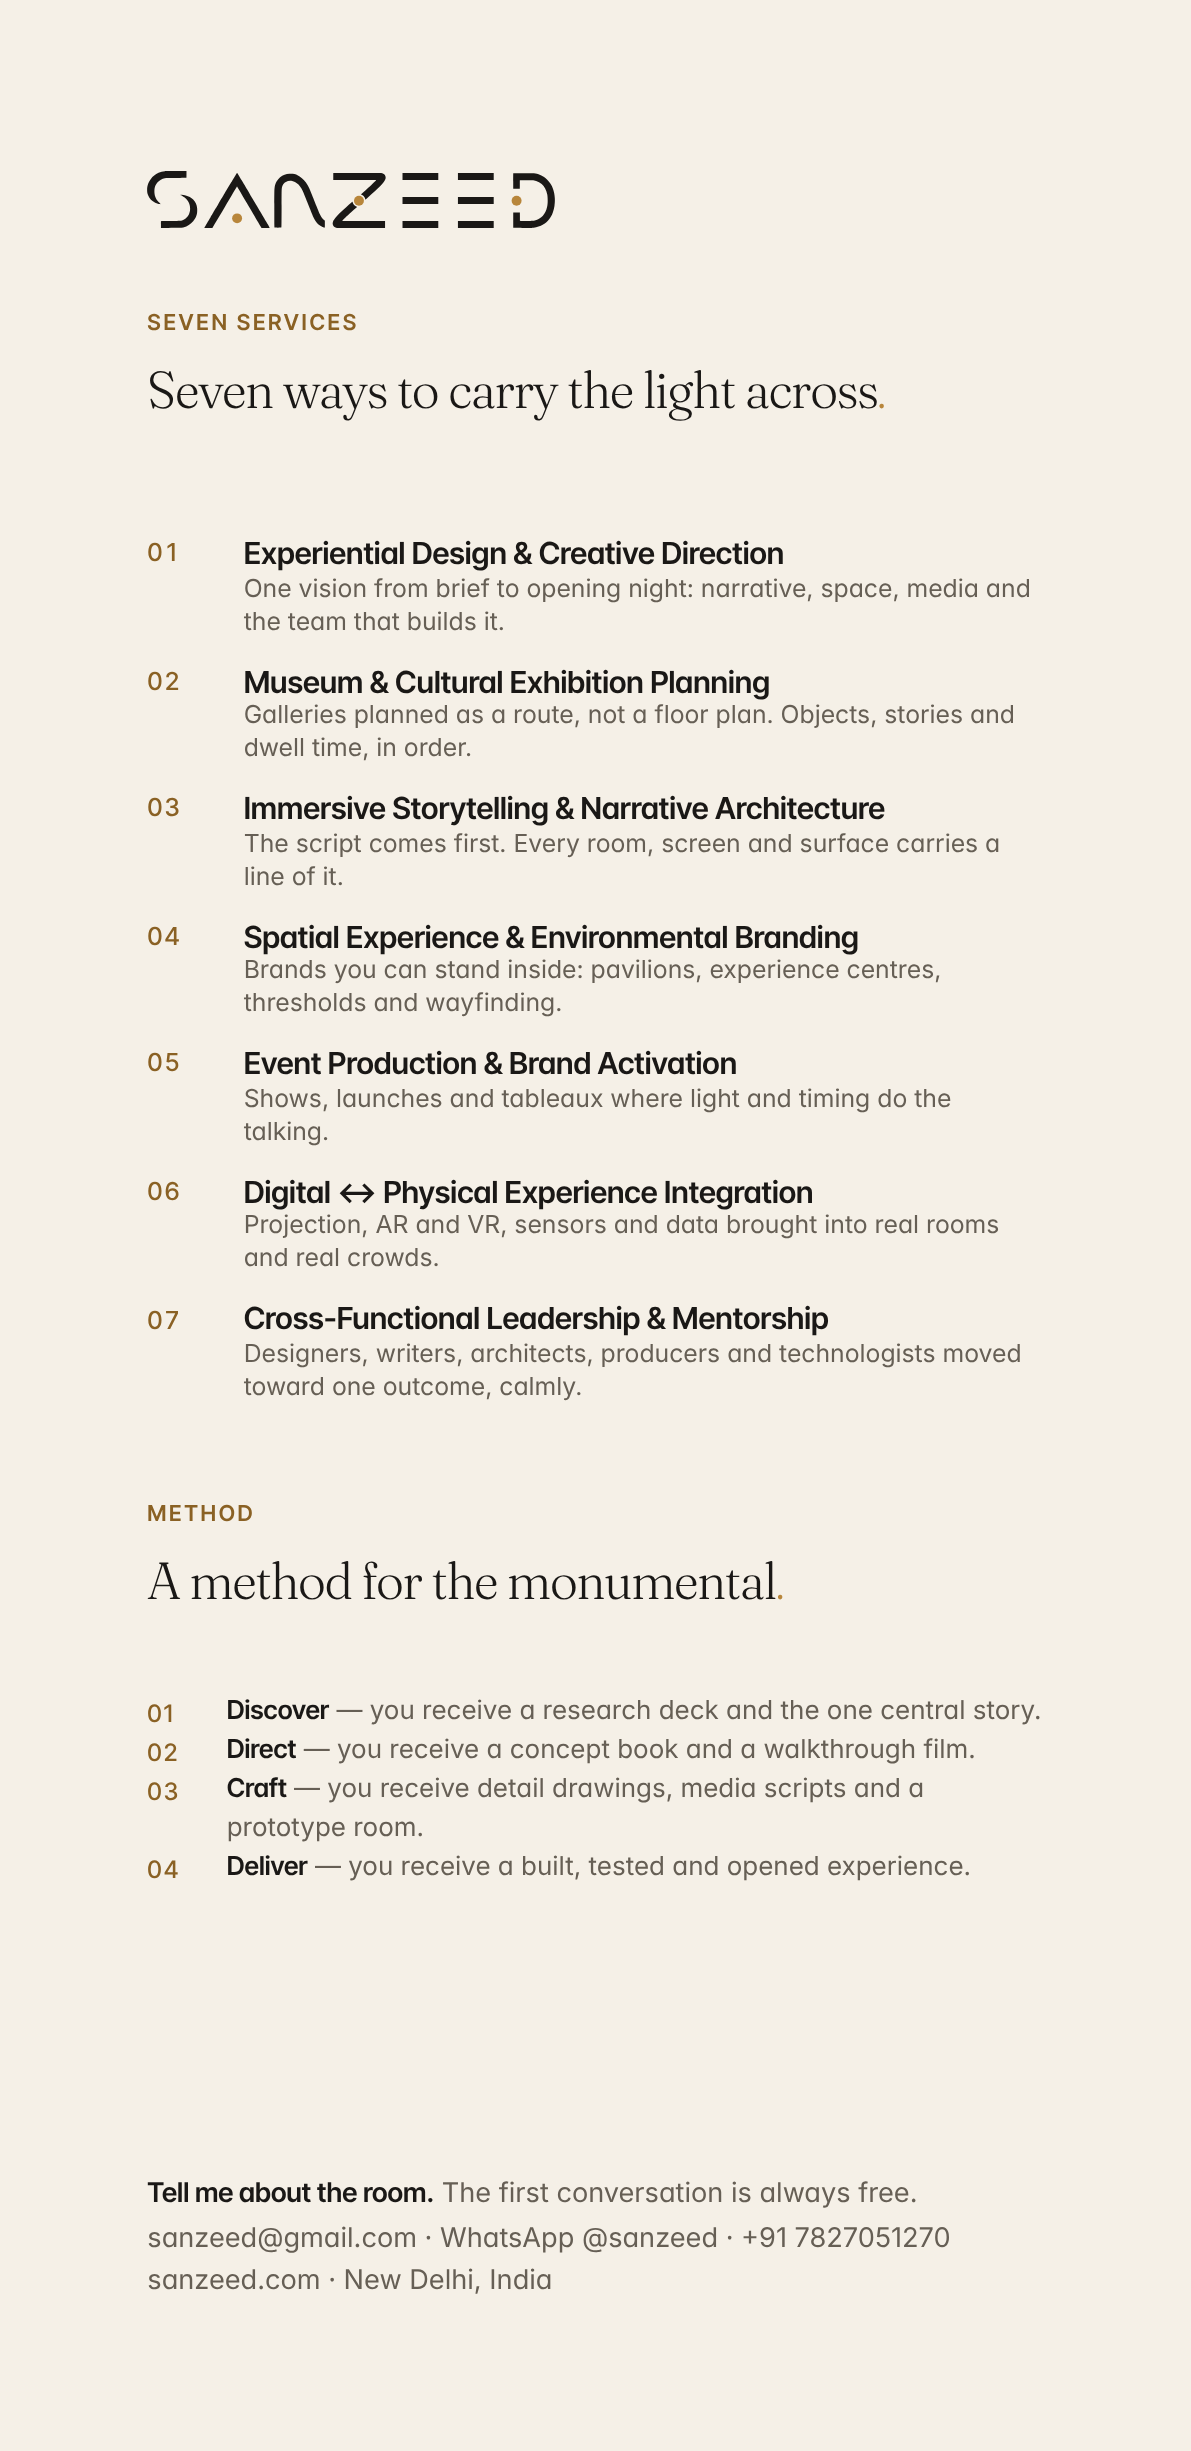 SANZEED
SEVEN SERVICES
Seven ways to carry the light across.
01
Experiential Design & Creative Direction
One vision from brief to opening night: narrative, space, media and
the team that builds it.
02
Museum & Cultural Exhibition Planning
Galleries planned as a route, not a floor plan. Objects, stories and
dwell time, in order.
03
Immersive Storytelling & Narrative Architecture
The script comes first. Every room, screen and surface carries a
line of it.
04
Spatial Experience & Environmental Branding
Brands you can stand inside: pavilions, experience centres,
thresholds and wayfinding.
05
Event Production & Brand Activation
Shows, launches and tableaux where light and timing do the
talking.
06
Digital ↔ Physical Experience Integration
Projection, AR and VR, sensors and data brought into real rooms
and real crowds.
07
Cross-Functional Leadership & Mentorship
Designers, writers, architects, producers and technologists moved
toward one outcome, calmly.
METHOD
A method for the monumental.
01 Discover — you receive a research deck and the one central story.
02 Direct — you receive a concept book and a walkthrough film.
03 Craft — you receive detail drawings, media scripts and a
prototype room.
04 Deliver — you receive a built, tested and opened experience.
Tell me about the room. The first conversation is always free.
sanzeed@gmail.com · WhatsApp @sanzeed · +91 7827051270
sanzeed.com · New Delhi, India